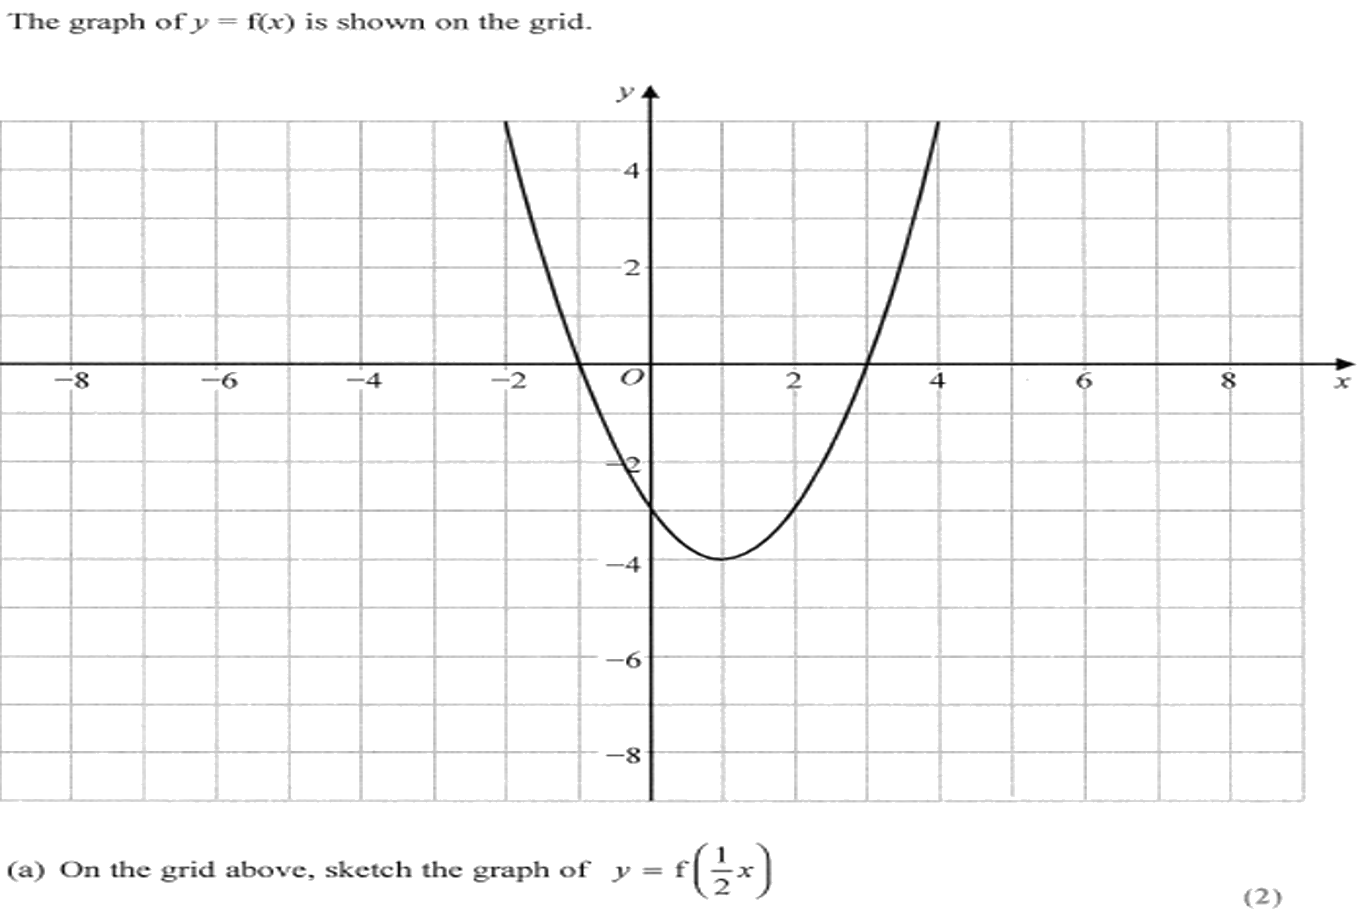 The graph of y = f(x) is shown on the grid.
y
4
2
−8 −6 −4 −2 O 2 4 6 8 x
−2
−4
−6
−8
(a) On the grid above, sketch the graph of y = f(1/2 x)
(2)